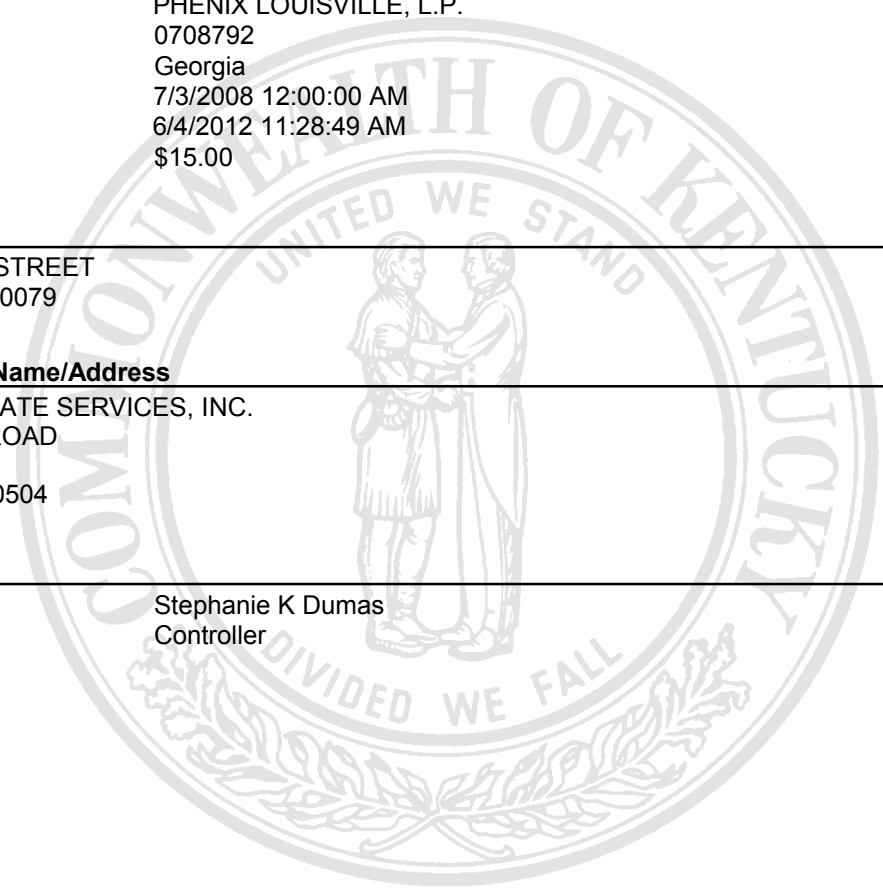 PHENIX LOUISVILLE, L.P.
0708792
Georgia
7/3/2008 12:00:00 AM
6/4/2012 11:28:49 AM
$15.00
COMMONWEALTH OF KENTUCKY
UNITED WE STAND
STREET
0079
Name/Address
ATE SERVICES, INC.
ROAD
0504
Stephanie K Dumas
Controller
DIVIDED WE FALL